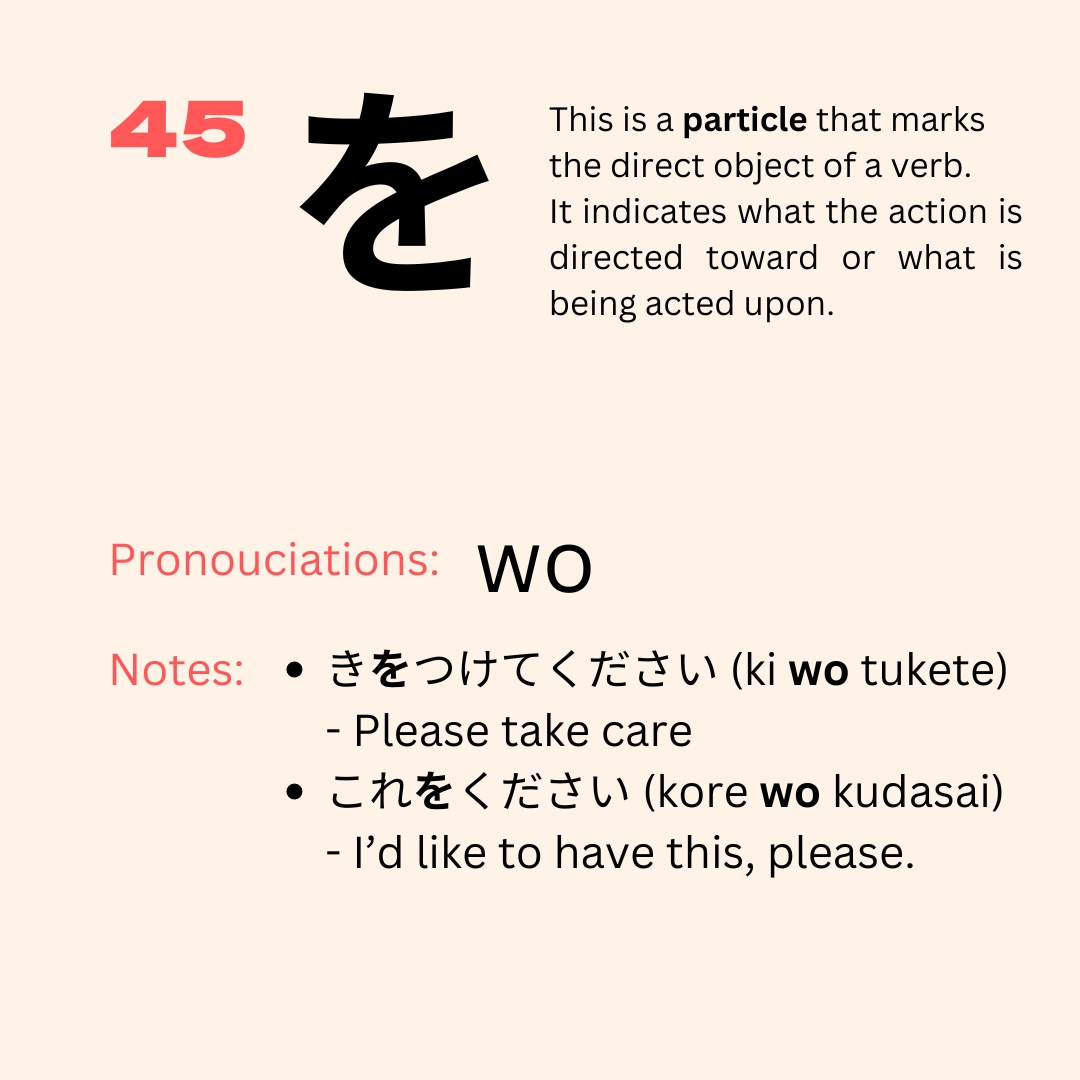 45
を
This is a particle that marks
the direct object of a verb.
It indicates what the action is
directed toward or what is
being acted upon.
Pronouciations: wo
Notes: • きをつけてください (ki wo tukete)
- Please take care
• これをください (kore wo kudasai)
- I’d like to have this, please.